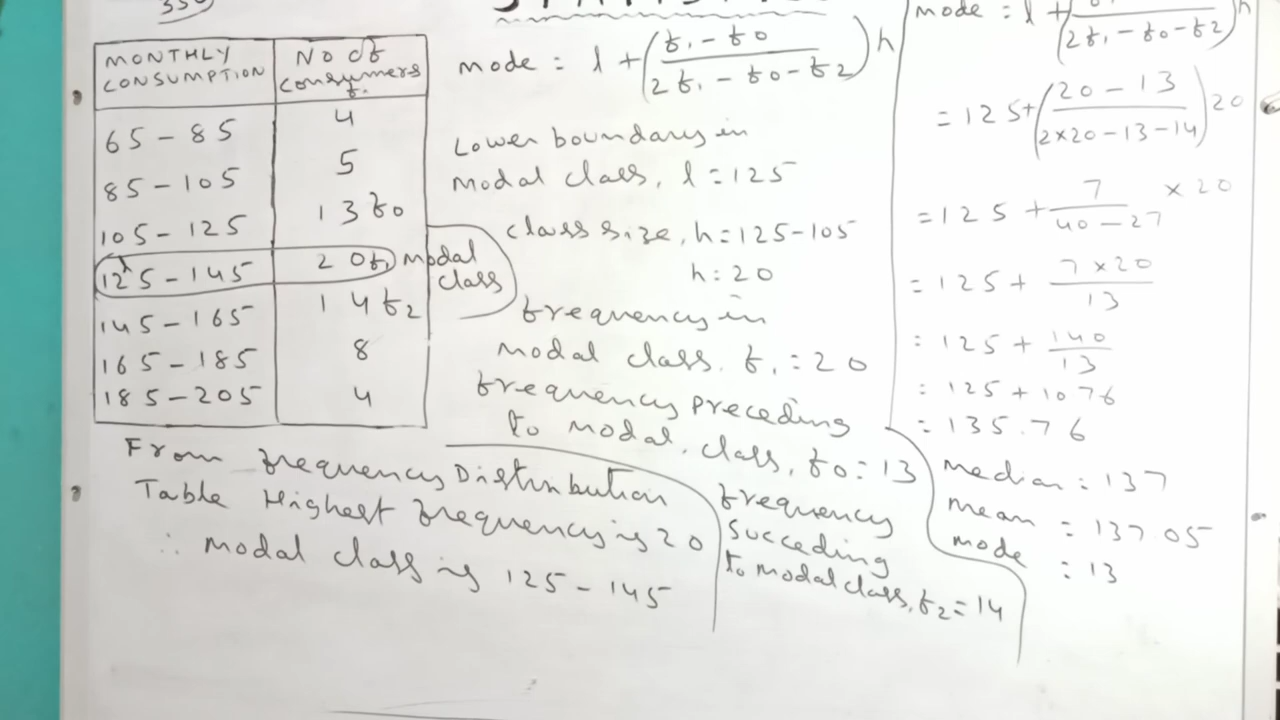 MONTHLY CONSUMPTION | No of consumers f.
65 - 85 | 4
85 - 105 | 5
105 - 125 | 13 f0
125 - 145 | 20 f1 modal class
145 - 165 | 14 f2
165 - 185 | 8
185 - 205 | 4
From frequency Distribution
Table Highest frequency is 20
∴ modal class is 125 - 145
mode = l + (f1 - f0 / 2f1 - f0 - f2) h
Lower boundary in
modal class, l = 125
class size, h = 125 - 105
h = 20
frequency in
modal class. f1 = 20
frequency preceding
to modal, class, f0 = 13
frequency
succeding
to modal class, f2 = 14
mode = l + ( / 2f1 - f0 - f2) h
= 125 + (20 - 13 / 2×20 - 13 - 14) 20
= 125 + 7 / 40 - 27 × 20
= 125 + 7 × 20 / 13
= 125 + 140 / 13
= 125 + 10 76
= 135.76
median = 137
mean = 137.05
mode = 13